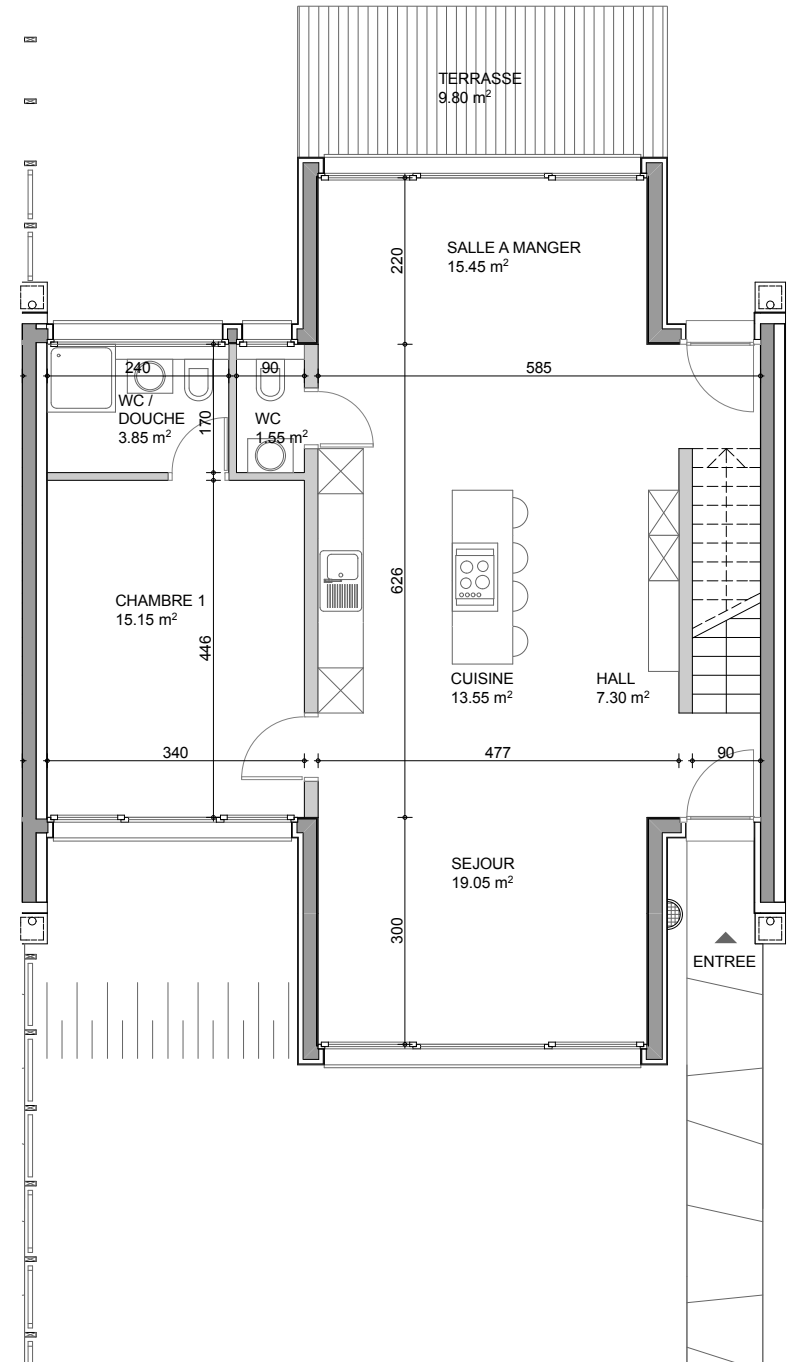 TERRASSE
9.80 m²
SALLE A MANGER
15.45 m²
220
240
90
585
WC /
DOUCHE
3.85 m²
170
WC
1.55 m²
626
CHAMBRE 1
15.15 m²
446
CUISINE
13.55 m²
HALL
7.30 m²
340
477
90
SEJOUR
19.05 m²
300
ENTREE